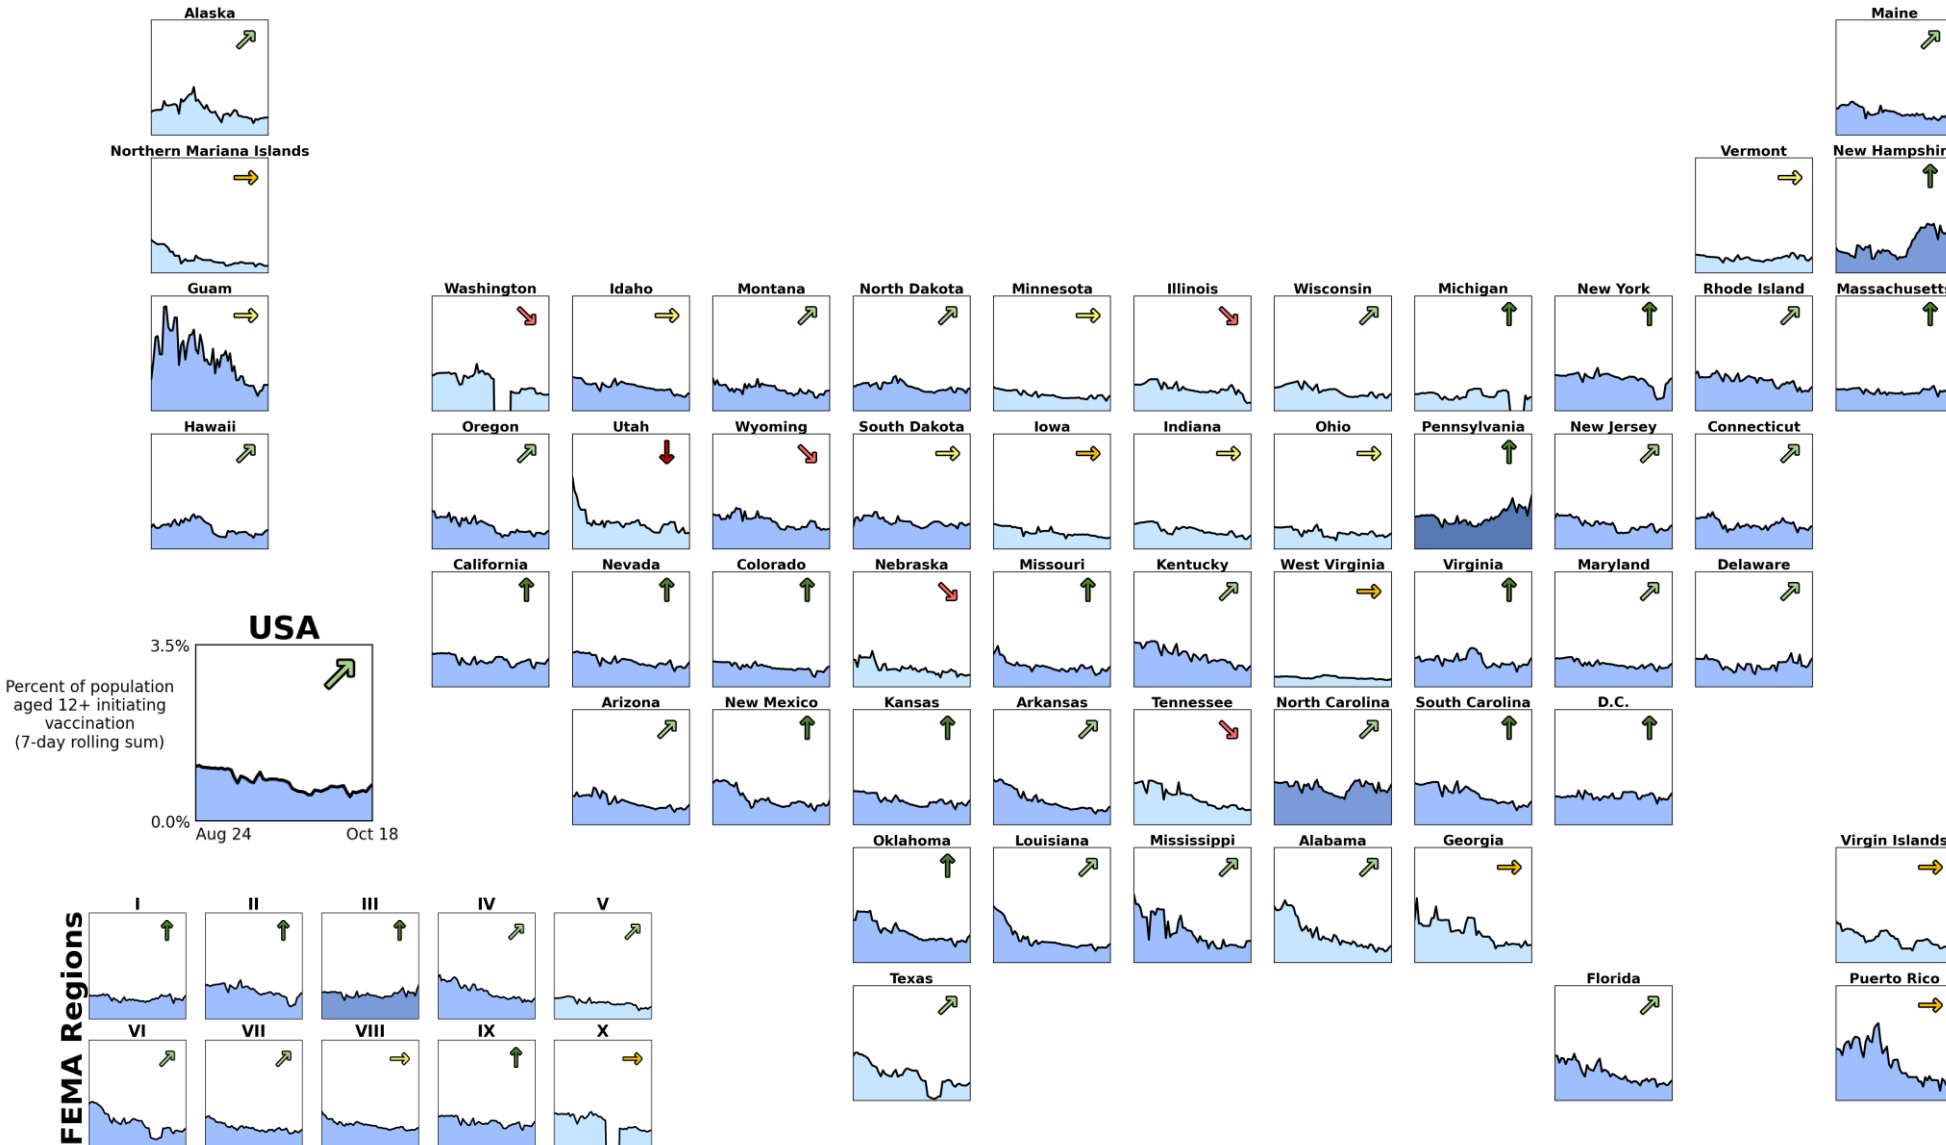 Alaska
Maine
Northern Mariana Islands
Vermont
New Hampshir
Guam
Washington
Idaho
Montana
North Dakota
Minnesota
Illinois
Wisconsin
Michigan
New York
Rhode Island
Massachusetts
Hawaii
Oregon
Utah
Wyoming
South Dakota
Iowa
Indiana
Ohio
Pennsylvania
New Jersey
Connecticut
California
Nevada
Colorado
Nebraska
Missouri
Kentucky
West Virginia
Virginia
Maryland
Delaware
USA
3.5%
Percent of population
aged 12+ initiating
vaccination
(7-day rolling sum)
0.0%
Aug 24
Oct 18
Arizona
New Mexico
Kansas
Arkansas
Tennessee
North Carolina
South Carolina
D.C.
Oklahoma
Louisiana
Mississippi
Alabama
Georgia
Virgin Islands
Texas
Florida
Puerto Rico
FEMA Regions
I
II
III
IV
V
VI
VII
VIII
IX
X